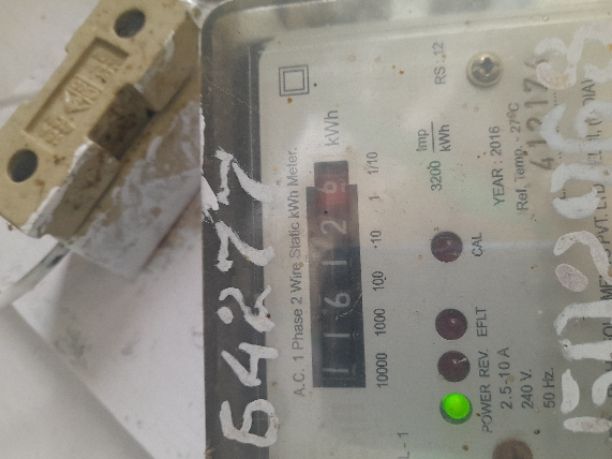 64277
A.C. 1 Phase 2 Wire Static kWh Meter.
1 1 6 1 2 6 kWh
10000 1000 100 10 1 1/10
3200 Imp/kWh RS : 12
POWER REV. EFLT CAL
2.5-10 A
240 V.
50 Hz.
YEAR : 2016
Ref. Temp. - 27°C